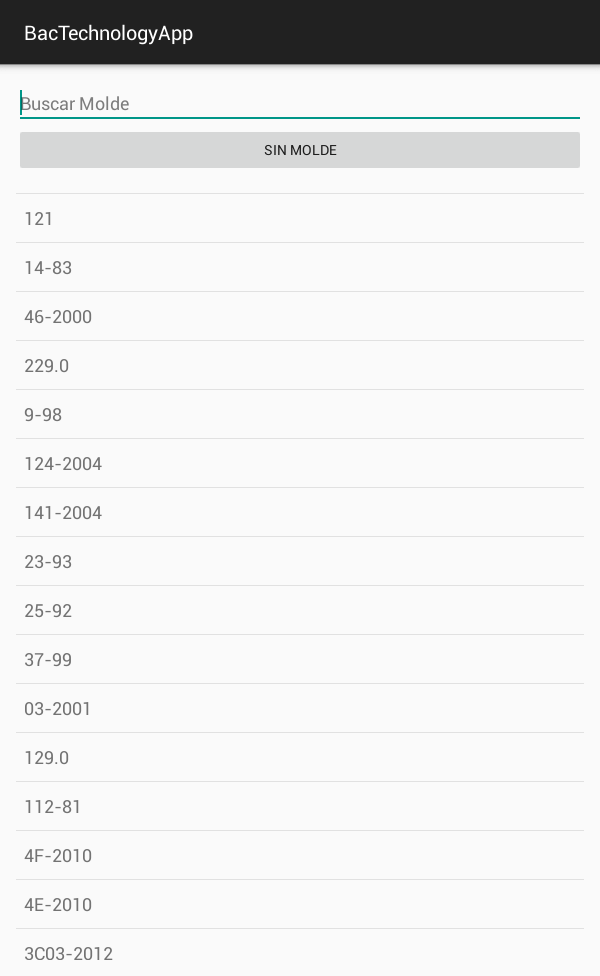 BacTechnologyApp
Buscar Molde
SIN MOLDE
121
14-83
46-2000
229.0
9-98
124-2004
141-2004
23-93
25-92
37-99
03-2001
129.0
112-81
4F-2010
4E-2010
3C03-2012